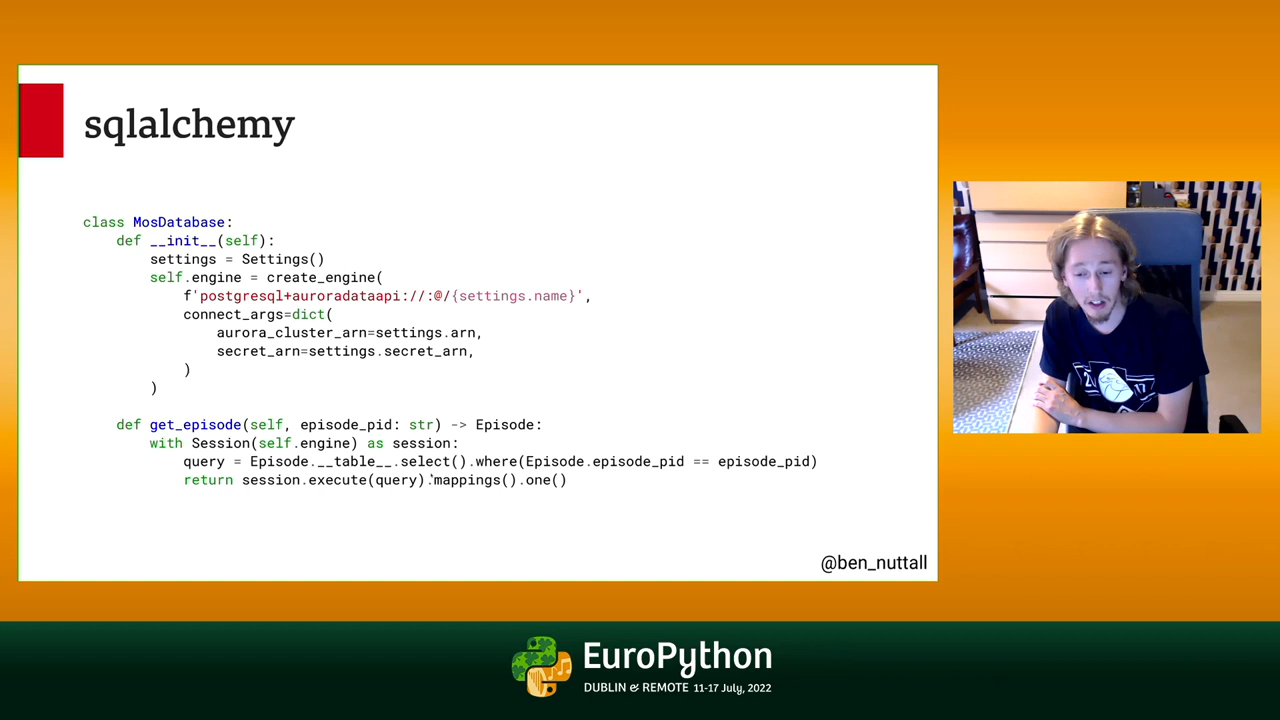 sqlalchemy
class MosDatabase:
    def __init__(self):
        settings = Settings()
        self.engine = create_engine(
            f'postgresql+auroradataapi://:@/{settings.name}',
            connect_args=dict(
                aurora_cluster_arn=settings.arn,
                secret_arn=settings.secret_arn,
            )
        )
    def get_episode(self, episode_pid: str) -> Episode:
        with Session(self.engine) as session:
            query = Episode.__table__.select().where(Episode.episode_pid == episode_pid)
            return session.execute(query).mappings().one()
@ben_nuttall
2 17
EuroPython
DUBLIN & REMOTE 11-17 July, 2022